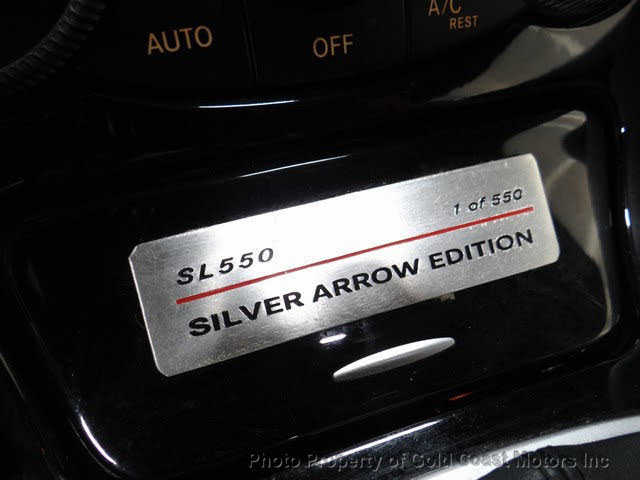 AUTO
OFF
A/C
REST
SL550
1 of 550
SILVER ARROW EDITION
Photo Property of Gold Coast Motors Inc